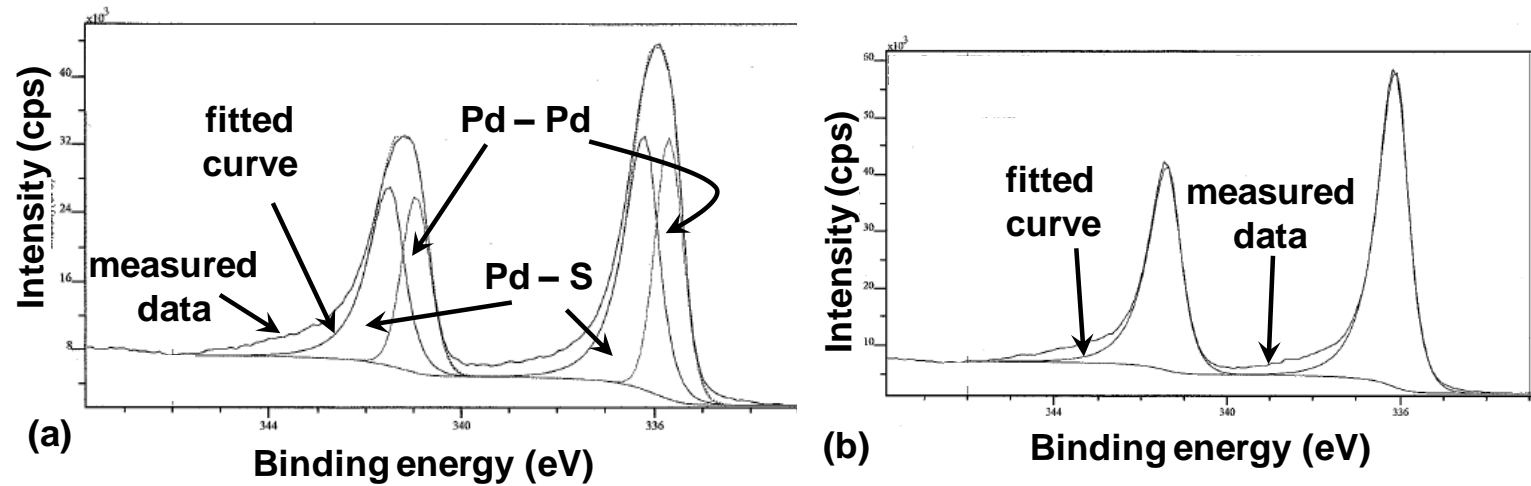 x10³
40
32
24
16
8
Intensity (cps)
fitted
curve
Pd – Pd
measured
data
Pd – S
344
340
336
(a)
Binding energy (eV)
x10³
60
50
40
30
20
10
Intensity (cps)
fitted
curve
measured
data
344
340
336
(b)
Binding energy (eV)